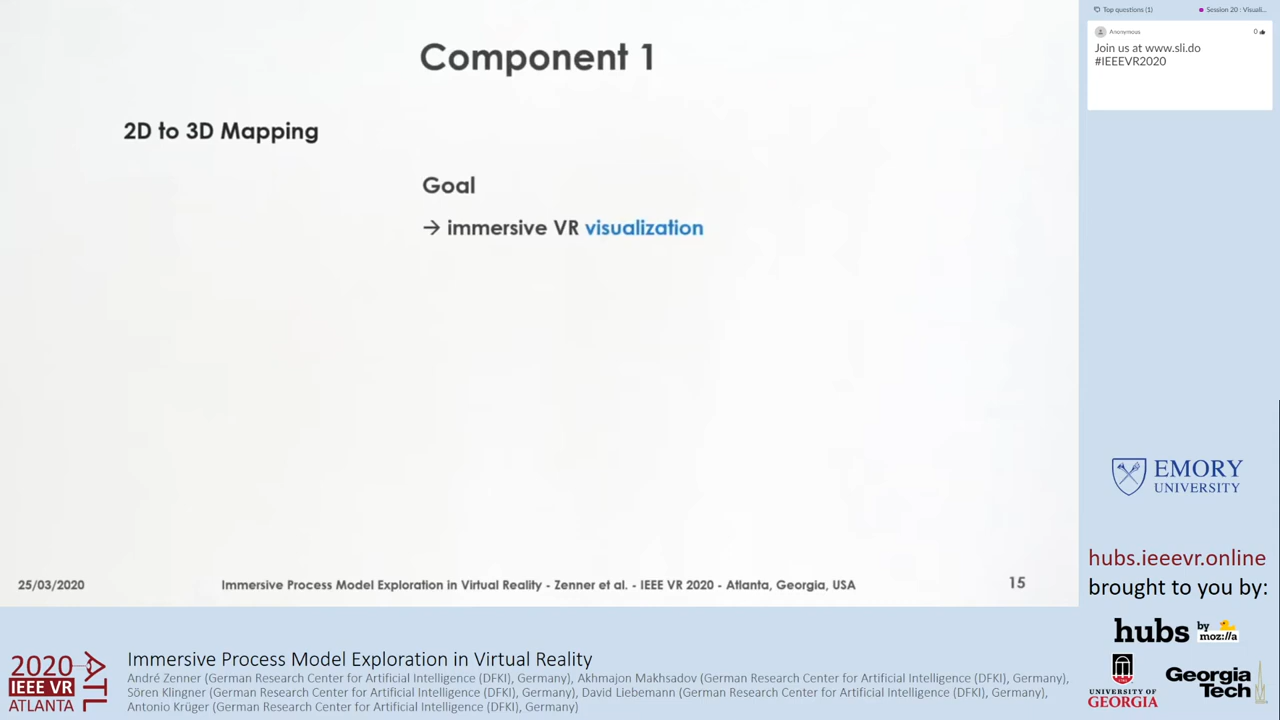 Component 1
2D to 3D Mapping
Goal
→ immersive VR visualization
25/03/2020
Immersive Process Model Exploration in Virtual Reality - Zenner et al. - IEEE VR 2020 - Atlanta, Georgia, USA
15
Top questions (1)
Session 20 : Visuali...
Anonymous
0
Join us at www.sli.do
#IEEEVR2020
EMORY
UNIVERSITY
hubs.ieeevr.online
brought to you by:
hubs by moz://a
UNIVERSITY OF
GEORGIA
Georgia
Tech
2020
IEEE VR
ATLANTA
ATL
Immersive Process Model Exploration in Virtual Reality
André Zenner (German Research Center for Artificial Intelligence (DFKI), Germany), Akhmajon Makhsadov (German Research Center for Artificial Intelligence (DFKI), Germany),
Sören Klingner (German Research Center for Artificial Intelligence (DFKI), Germany), David Liebemann (German Research Center for Artificial Intelligence (DFKI), Germany),
Antonio Krüger (German Research Center for Artificial Intelligence (DFKI), Germany)